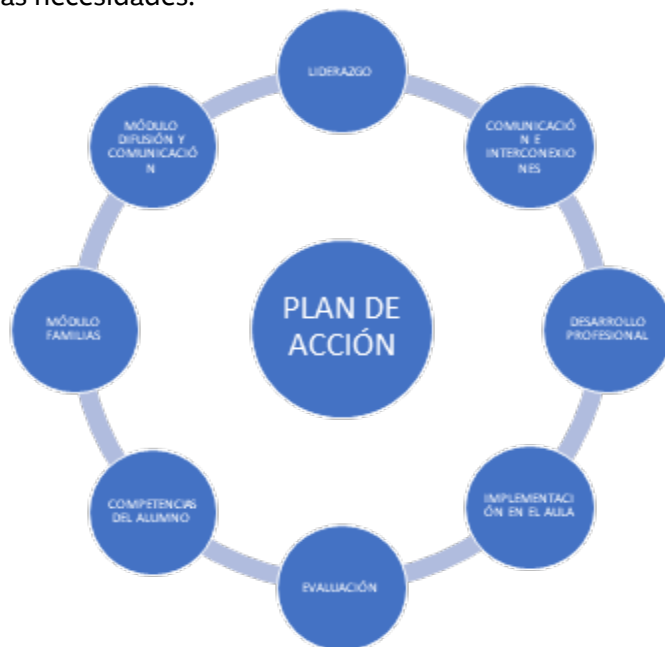 as necesidades.
LIDERAZGO
COMUNICACIÓ
N E
INTERCONEXIO
NES
DESARROLLO
PROFESIONAL
IMPLEMENTACI
ÓN EN EL AULA
EVALUACIÓN
COMPETENCIAS
DEL ALUMNO
MÓDULO
FAMILIAS
MÓDULO
DIFUSIÓN Y
COMUNICACIÓ
N
PLAN DE
ACCIÓN